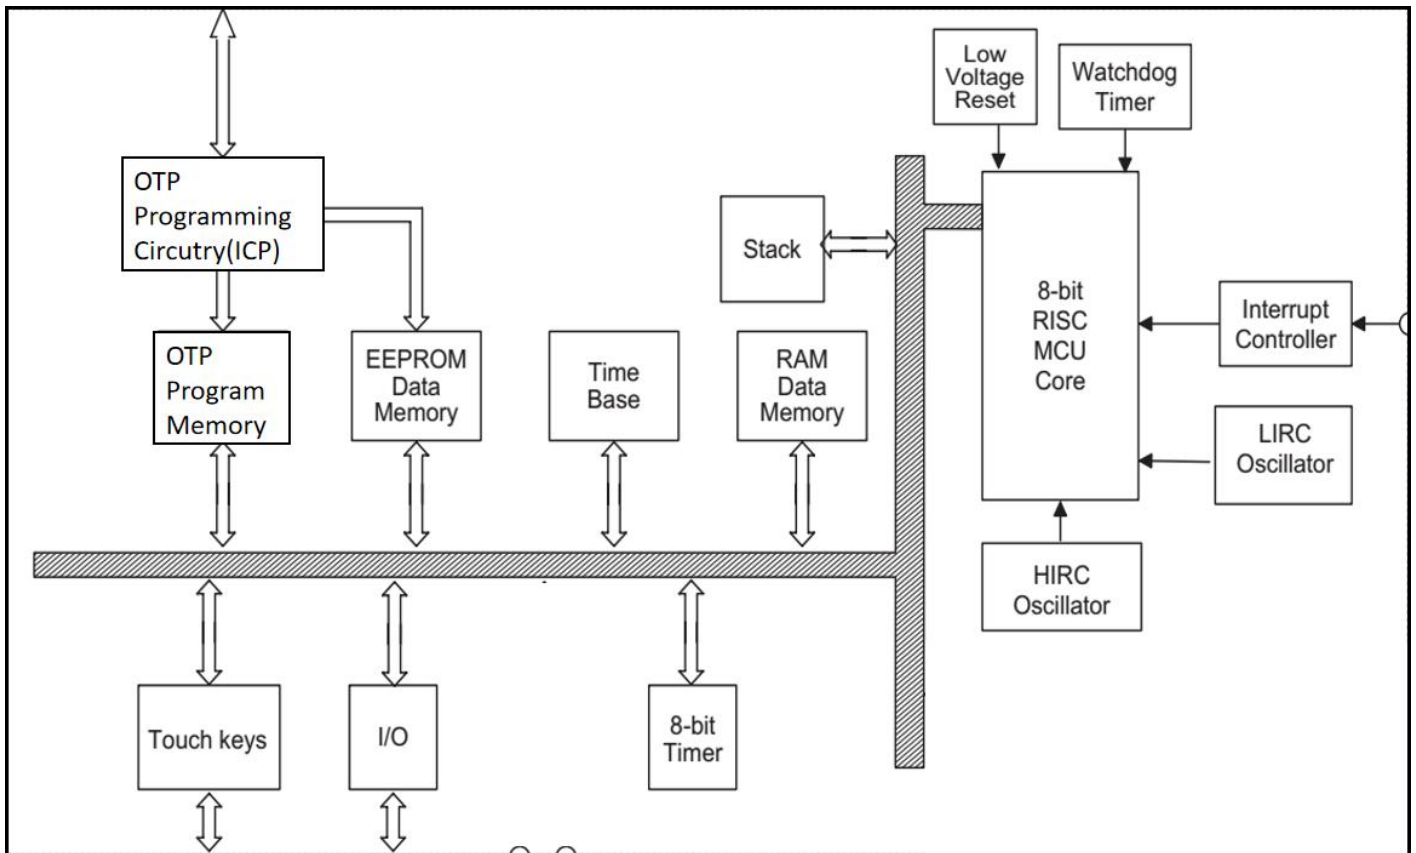 Low
Voltage
Reset
Watchdog
Timer
OTP
Programming
Circutry(ICP)
Stack
8-bit
RISC
MCU
Core
Interrupt
Controller
OTP
Program
Memory
EEPROM
Data
Memory
Time
Base
RAM
Data
Memory
LIRC
Oscillator
HIRC
Oscillator
Touch keys
I/O
8-bit
Timer